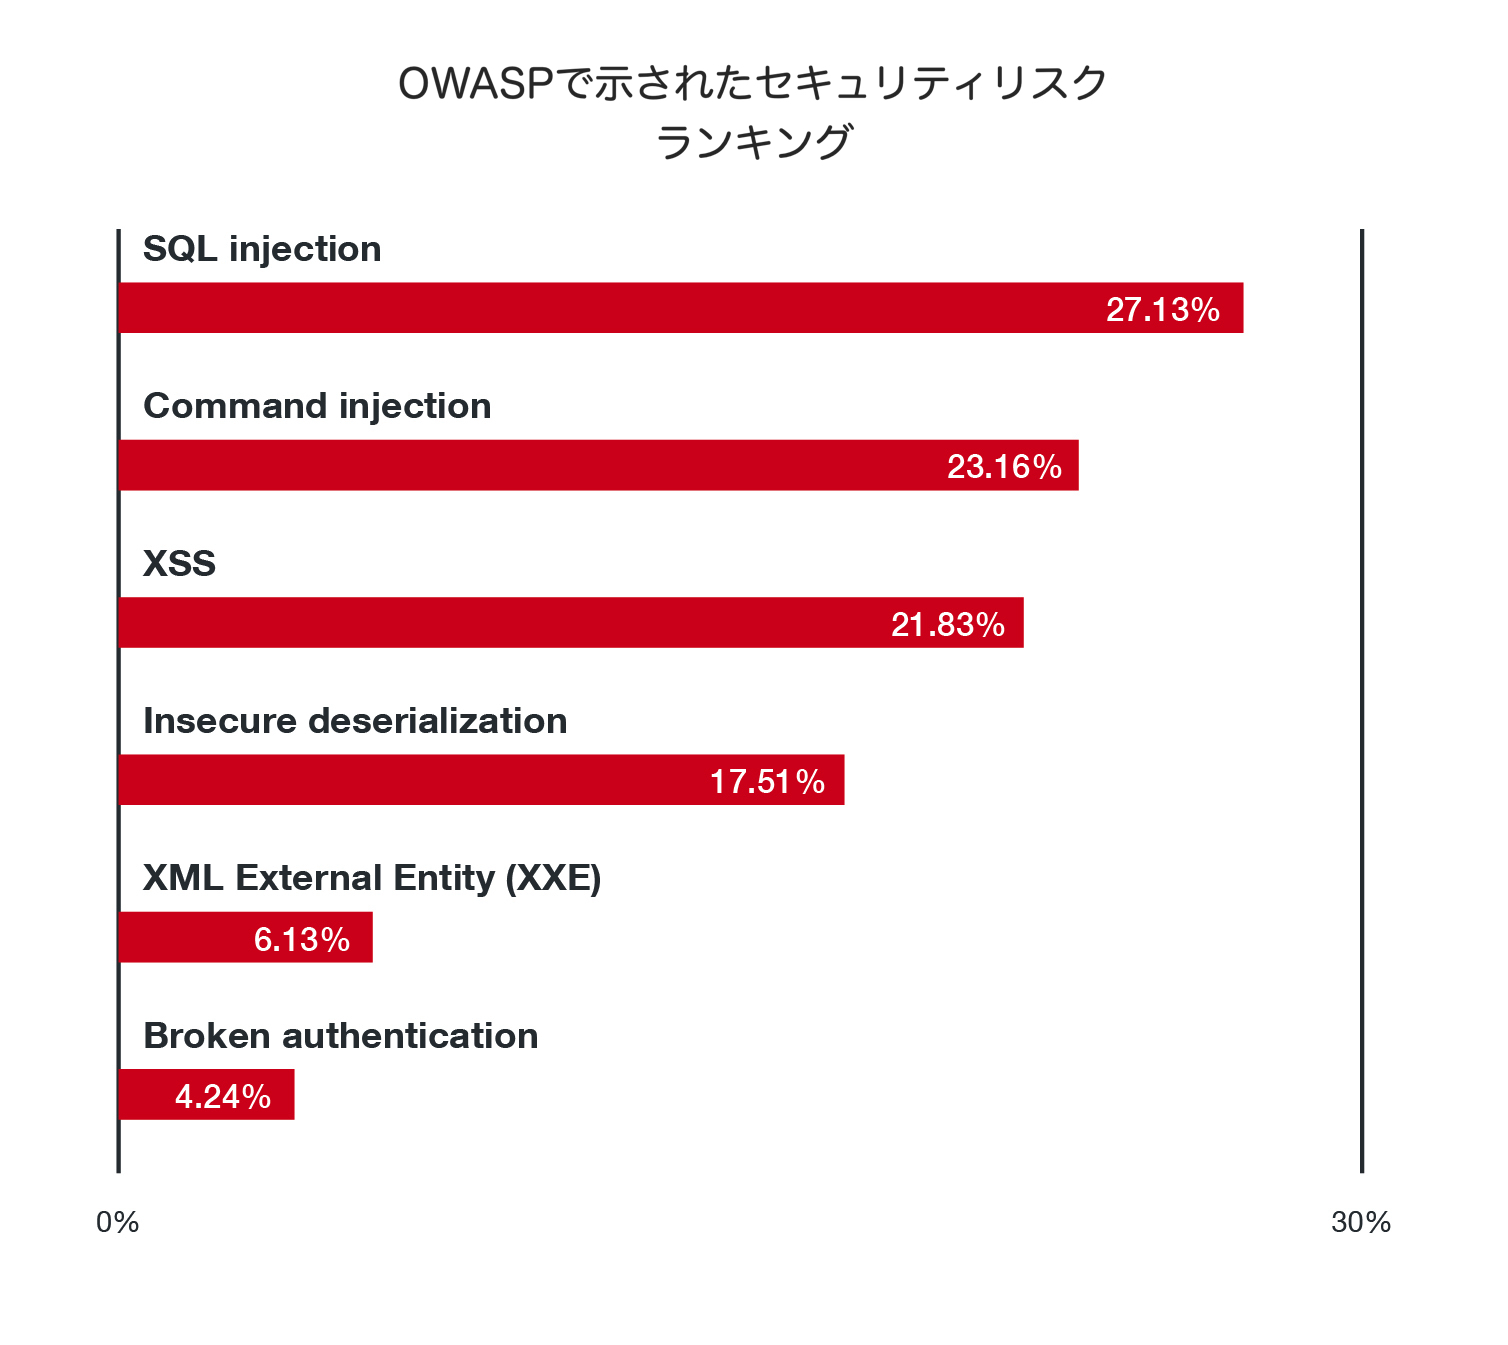 OWASPで示されたセキュリティリスク
ランキング
SQL injection
27.13%
Command injection
23.16%
XSS
21.83%
Insecure deserialization
17.51%
XML External Entity (XXE)
6.13%
Broken authentication
4.24%
0% 30%